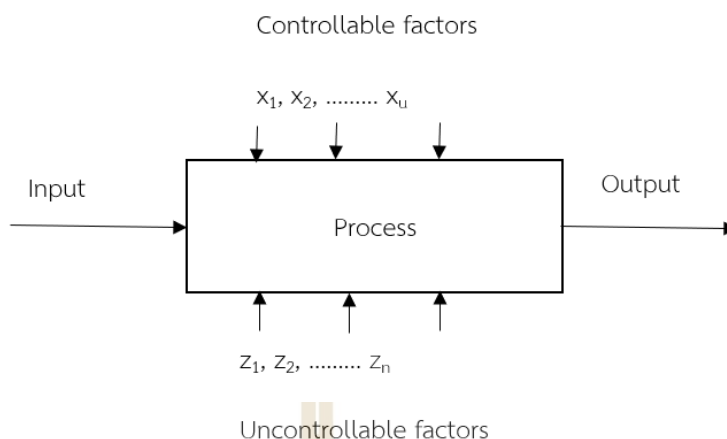 Controllable factors
x₁, x₂, ......... xᵤ
Input
Output
Process
z₁, z₂, ......... zₙ
Uncontrollable factors